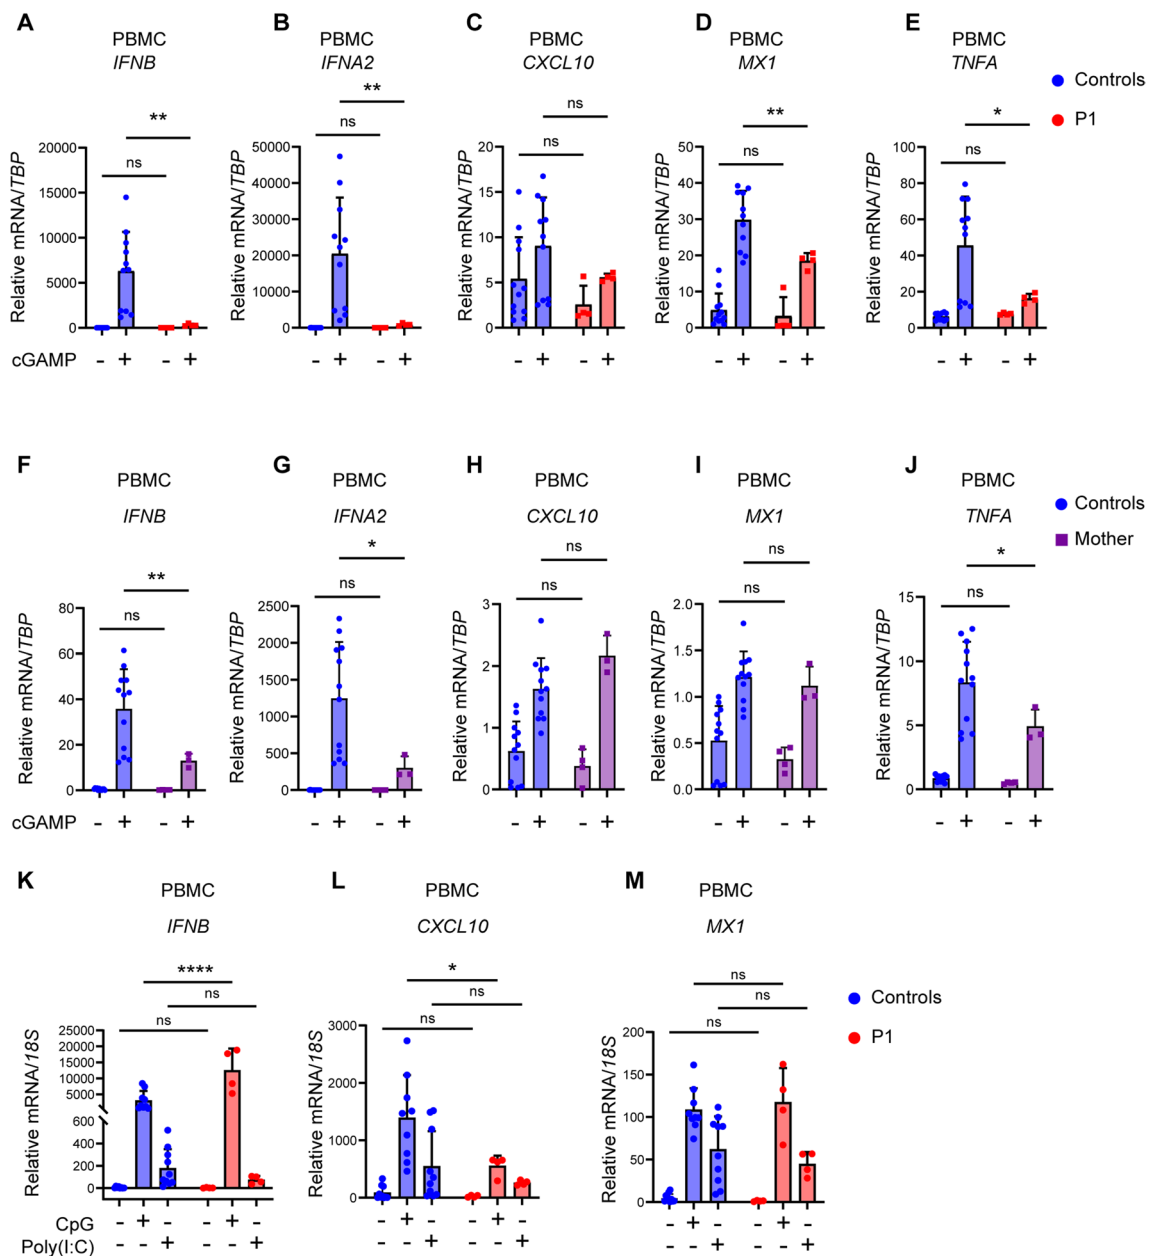 A
PBMC
IFNB
**
ns
Relative mRNA/TBP
20000
15000
10000
5000
0
cGAMP - + - +
B
PBMC
IFNA2
**
ns
Relative mRNA/TBP
50000
40000
30000
20000
10000
0
- + - +
C
PBMC
CXCL10
ns
ns
Relative mRNA/TBP
20
15
10
5
0
- + - +
D
PBMC
MX1
**
ns
Relative mRNA/TBP
50
40
30
20
10
0
- + - +
E
PBMC
TNFA
*
ns
Relative mRNA/TBP
100
80
60
40
20
0
- + - +
Controls
P1
F
PBMC
IFNB
**
ns
Relative mRNA/TBP
80
60
40
20
0
cGAMP - + - +
G
PBMC
IFNA2
*
ns
Relative mRNA/TBP
2500
2000
1500
1000
500
0
- + - +
H
PBMC
CXCL10
ns
ns
Relative mRNA/TBP
3
2
1
0
- + - +
I
PBMC
MX1
ns
ns
Relative mRNA/TBP
2.0
1.5
1.0
0.5
0.0
- + - +
J
PBMC
TNFA
*
ns
Relative mRNA/TBP
15
10
5
0
- + - +
Controls
Mother
K
PBMC
IFNB
****
ns
ns
Relative mRNA/18S
25000
20000
15000
10000
5000
600
400
200
0
CpG - + - - + -
Poly(I:C) - - + - - +
L
PBMC
CXCL10
*
ns
ns
Relative mRNA/18S
3000
2000
1000
0
- + - - + -
- - + - - +
M
PBMC
MX1
ns
ns
ns
Relative mRNA/18S
200
150
100
50
0
- + - - + -
- - + - - +
Controls
P1